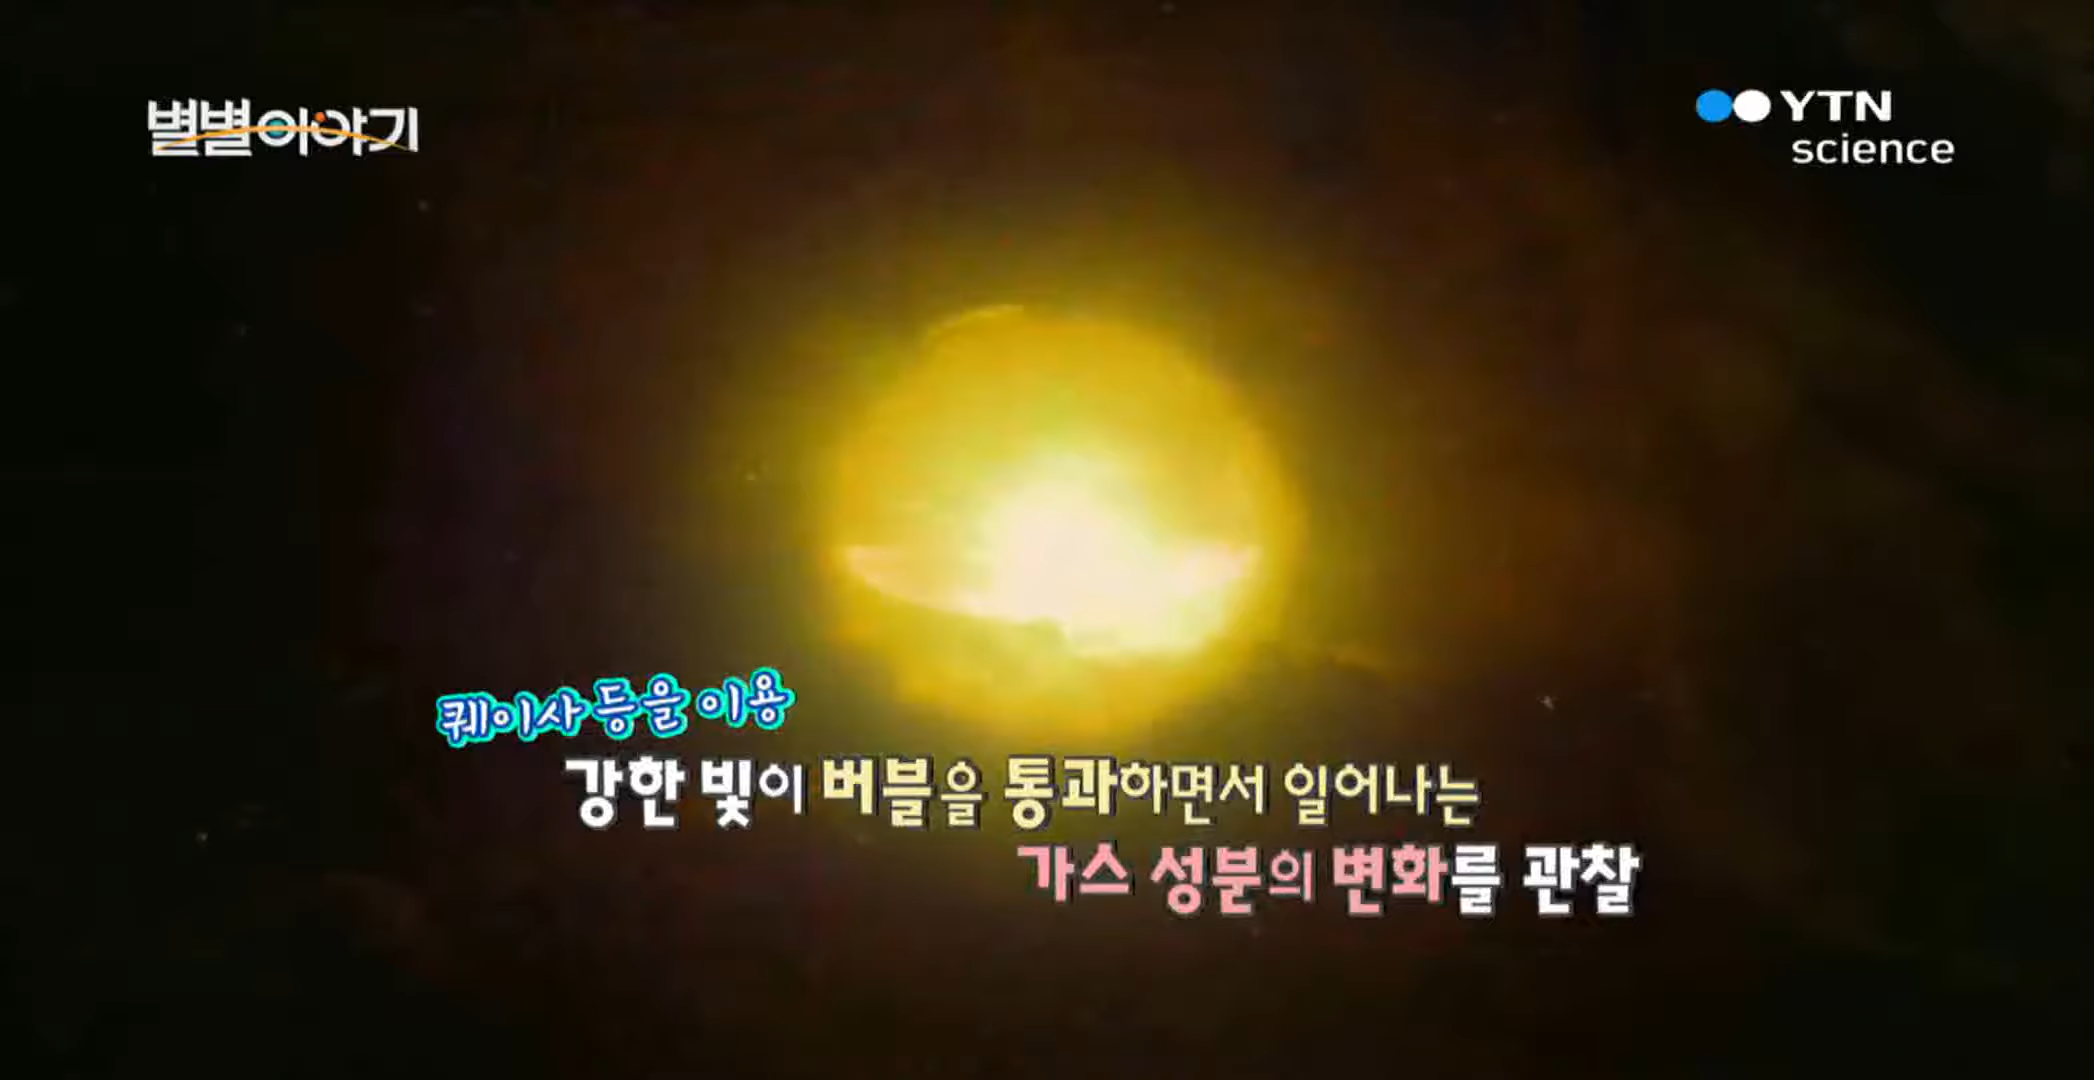 별별이야기
YTN
science
퀘이사 등을 이용
강한 빛이 버블을 통과하면서 일어나는
가스 성분의 변화를 관찰